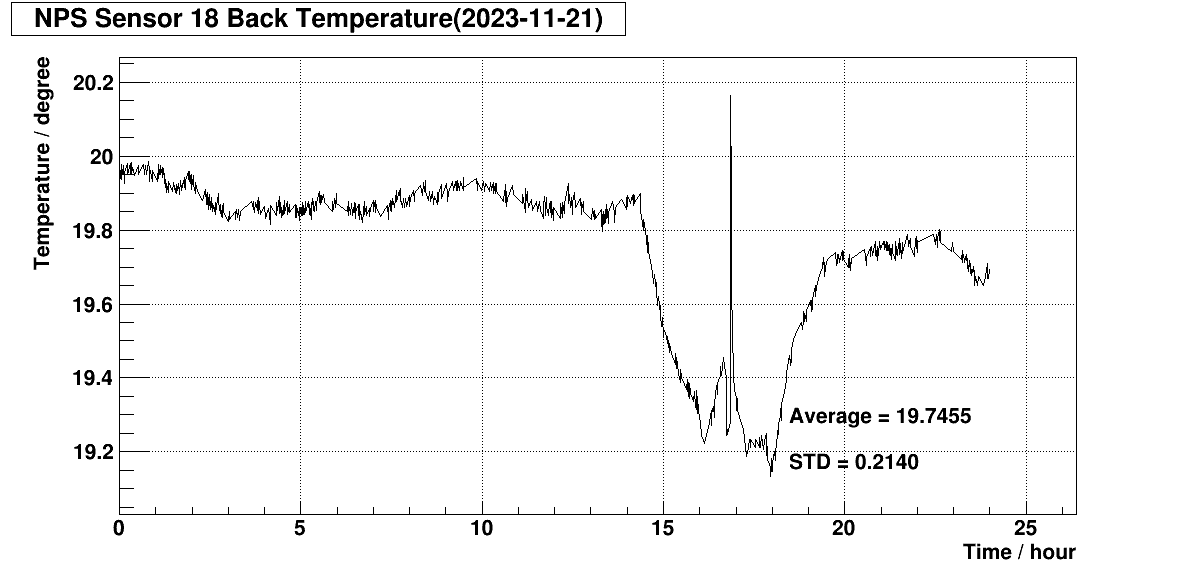 NPS Sensor 18 Back Temperature(2023-11-21)
Temperature / degree
20.2
20
19.8
19.6
19.4
19.2
Average = 19.7455
STD = 0.2140
0 5 10 15 20 25
Time / hour